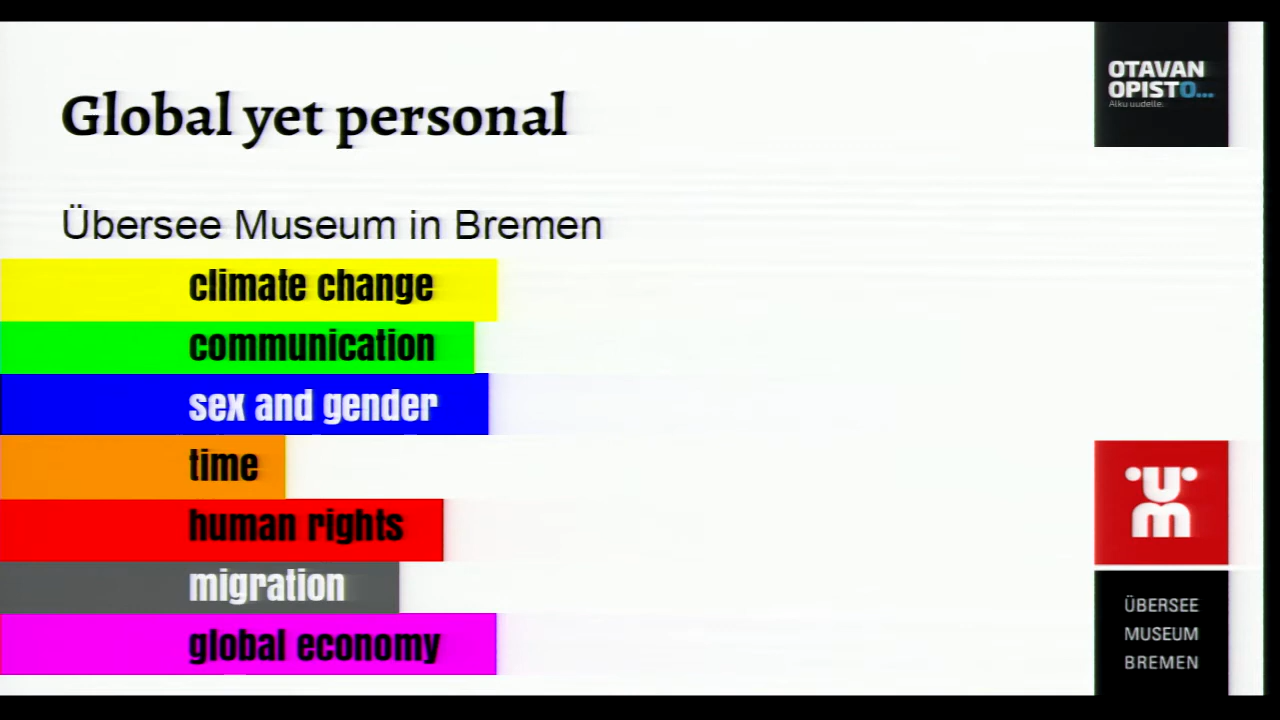 Global yet personal
OTAVAN
OPISTO...
Alku uudelle.
Übersee Museum in Bremen
climate change
communication
sex and gender
time
human rights
migration
global economy
um
ÜBERSEE
MUSEUM
BREMEN